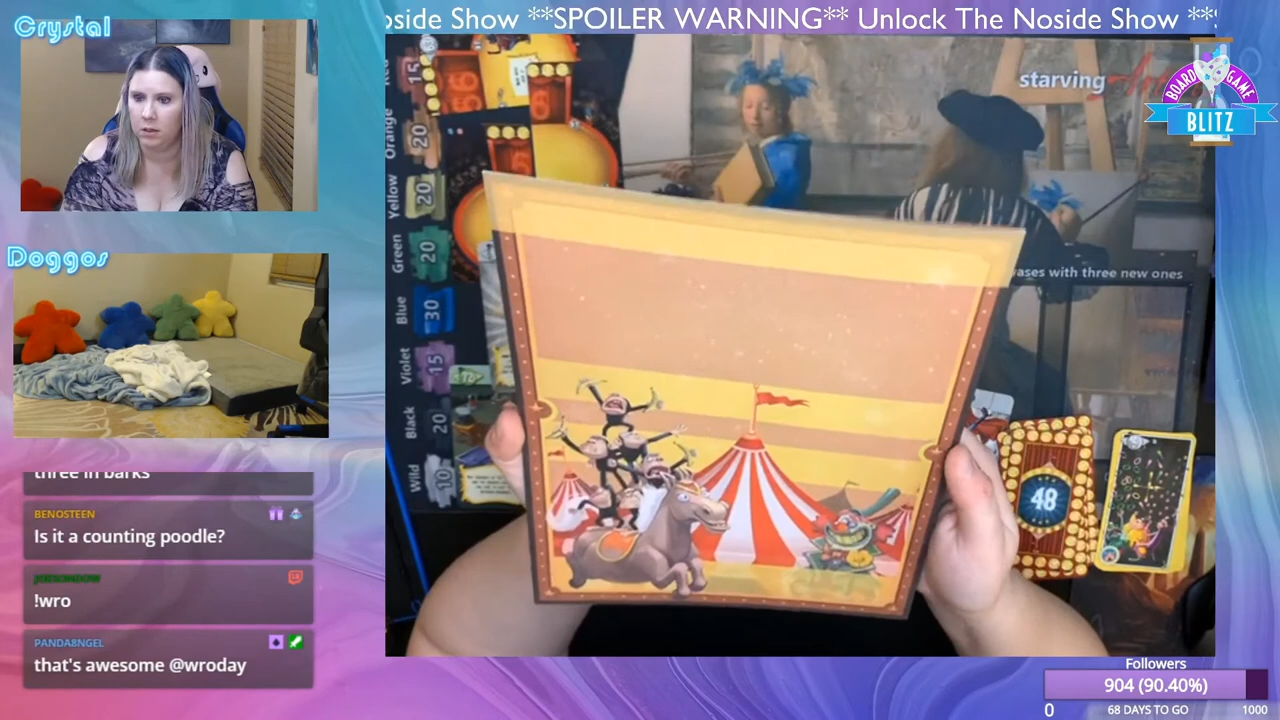 oside Show **SPOILER WARNING** Unlock The Noside Show **
Crystal
Doggos
three in barks
BENOSTEEN
Is it a counting poodle?
!wro
PANDA8NGEL
that's awesome @wroday
15
Orange 20
Yellow 20
Green 20
Blue 30
Violet 15
Black 20
Wild 10
starving
BOARD GAME
BLITZ
ases with three new ones
48
Followers
904 (90.40%)
0 68 DAYS TO GO 1000